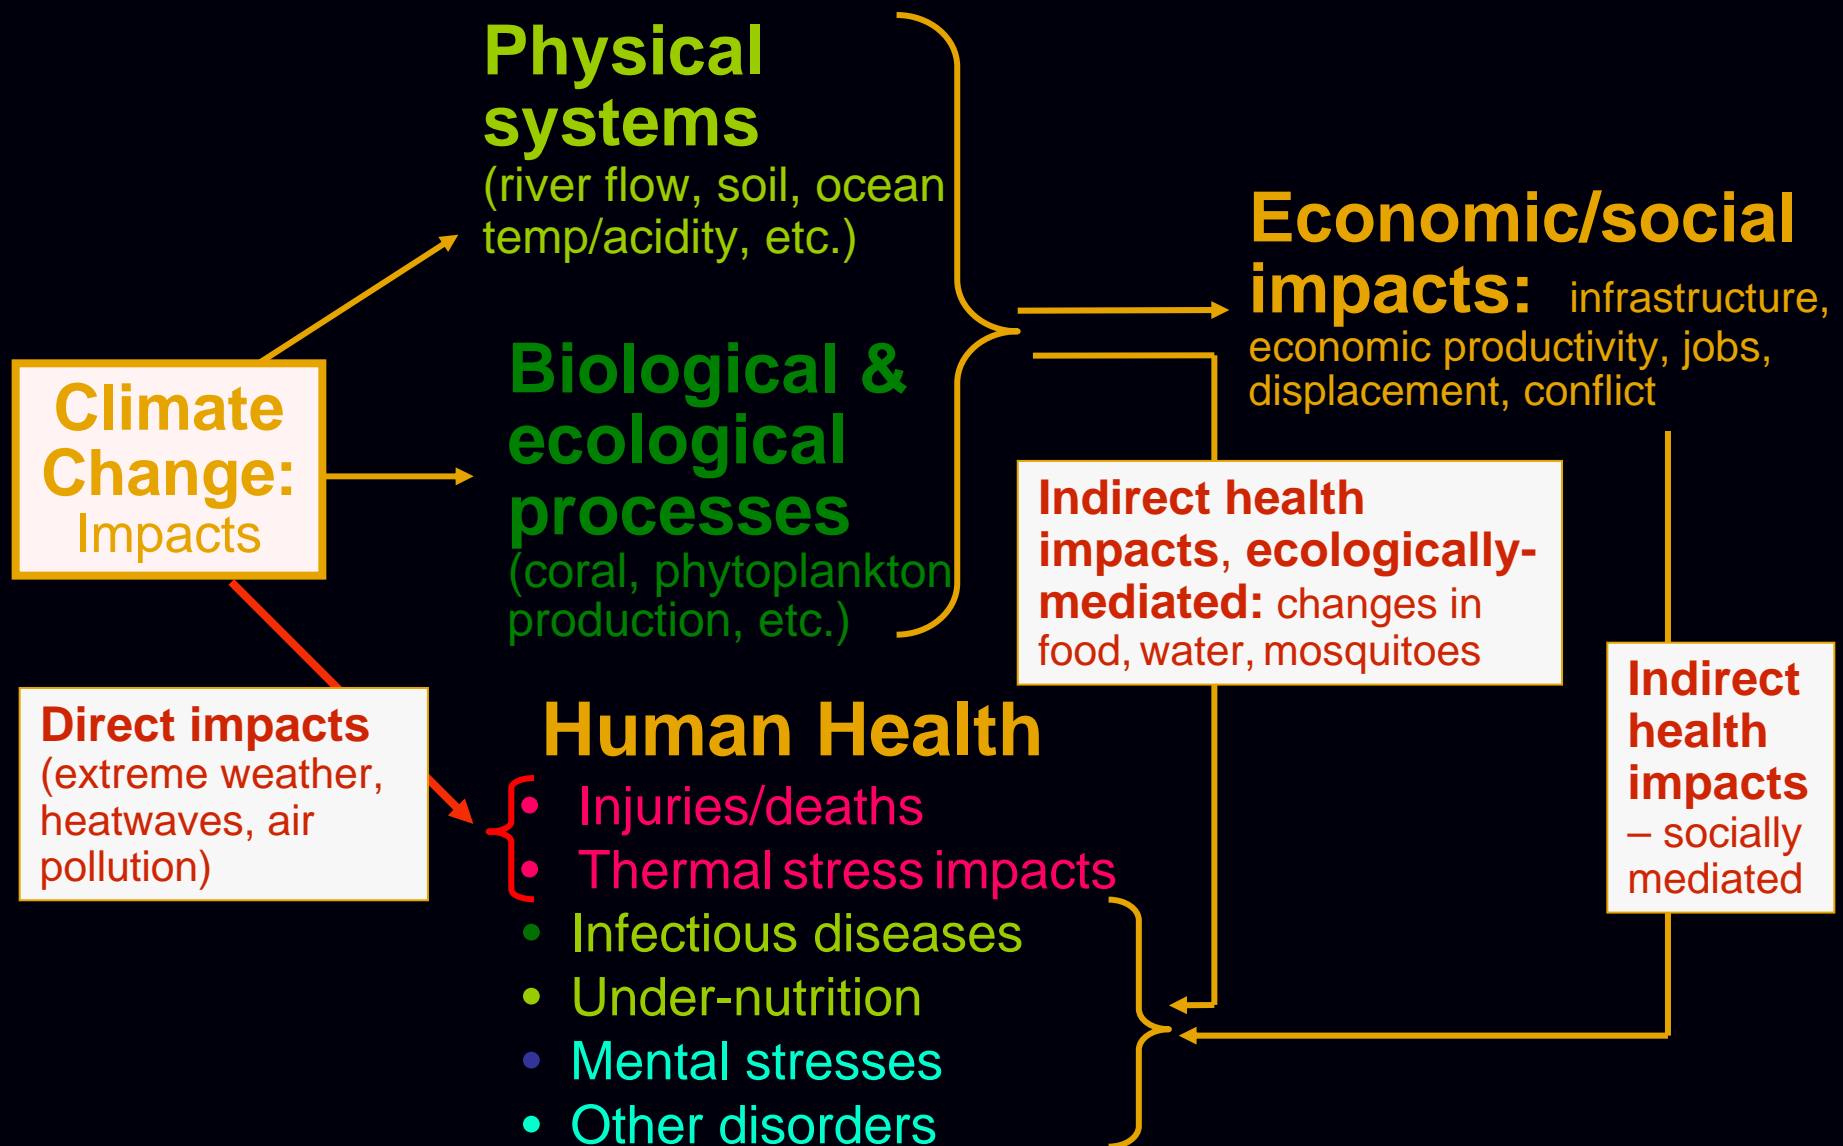 Physical
systems
(river flow, soil, ocean
temp/acidity, etc.)
Economic/social
impacts: infrastructure,
economic productivity, jobs,
displacement, conflict
Climate
Change:
Impacts
Biological &
ecological
processes
(coral, phytoplankton
production, etc.)
Indirect health
impacts, ecologically-
mediated: changes in
food, water, mosquitoes
Indirect
health
impacts
– socially
mediated
Direct impacts
(extreme weather,
heatwaves, air
pollution)
Human Health
• Injuries/deaths
• Thermal stress impacts
• Infectious diseases
• Under-nutrition
• Mental stresses
• Other disorders